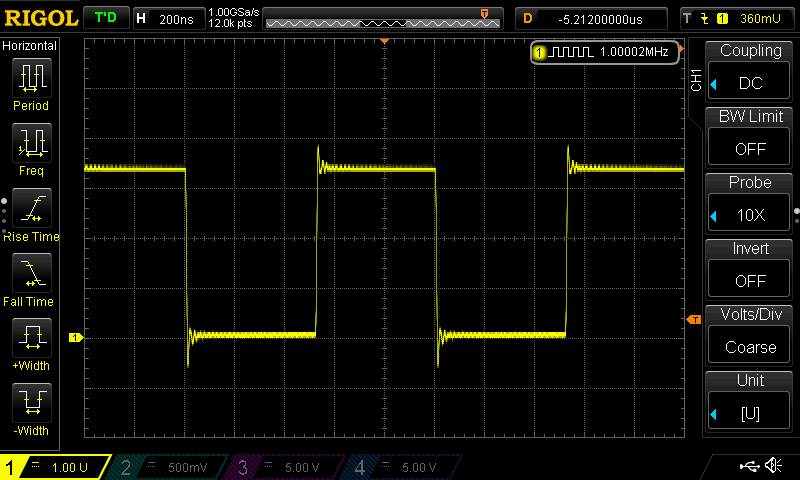 RIGOL T'D H 200ns 1.00GSa/s 12.0k pts D -5.21200000us T 1 360mU
T
Horizontal
1 1.00002MHz
CH1
Coupling
DC
BW Limit
OFF
Probe
10X
Invert
OFF
Volts/Div
Coarse
Unit
[U]
Period
Freq
Rise Time
Fall Time
+Width
-Width
1
T
1 1.00 U 2 500mV 3 5.00 V 4 5.00 V